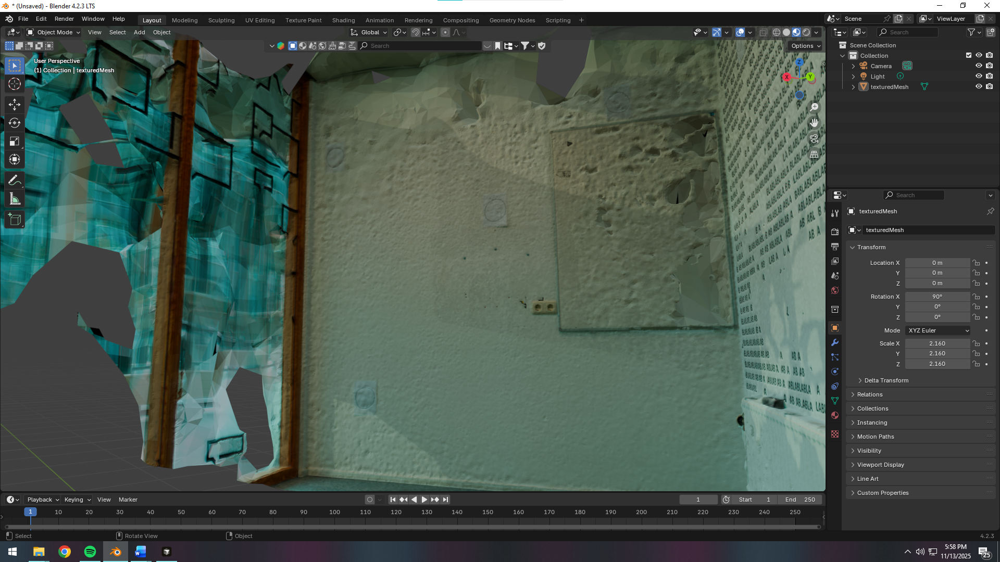 * (Unsaved) - Blender 4.2.3 LTS
File Edit Render Window Help
Layout Modeling Sculpting UV Editing Texture Paint Shading Animation Rendering Compositing Geometry Nodes Scripting +
Scene
ViewLayer
Object Mode View Select Add Object
Global
Search
Search
Options
User Perspective
(1) Collection | texturedMesh
Z
X
Y
Scene Collection
Collection
Camera
Light
texturedMesh
Search
texturedMesh
texturedMesh
Transform
Location X 0 m
Y 0 m
Z 0 m
Rotation X 90°
Y 0°
Z 0°
Mode XYZ Euler
Scale X 2.160
Y 2.160
Z 2.160
Delta Transform
Relations
Collections
Instancing
Motion Paths
Visibility
Viewport Display
Line Art
Custom Properties
Playback Keying View Marker
1
Start 1
End 250
1 10 20 30 40 50 60 70 80 90 100 110 120 130 140 150 160 170 180 190 200 210 220 230 240 250
Select
Rotate View
Object
4.2.3
5:58 PM
11/13/2025
25